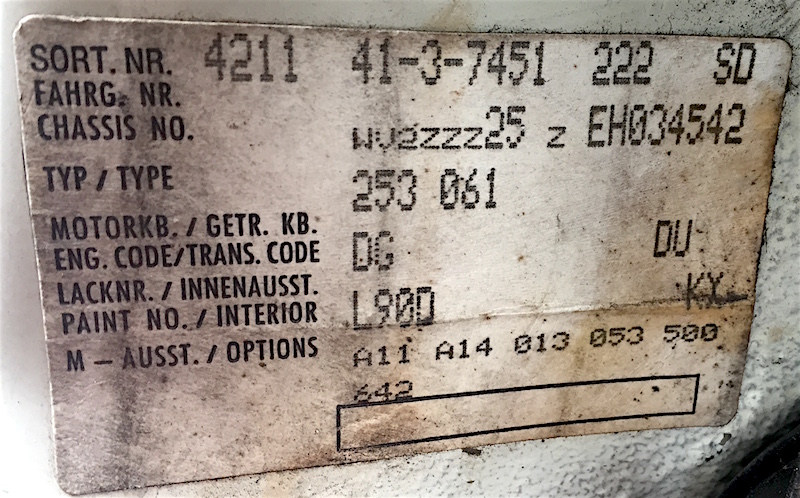 SORT. NR. 4211 41-3-7451 222 SD
FAHRG. NR.
CHASSIS NO. WV2ZZZ25 Z EH034542
TYP / TYPE 253 061
MOTORKB. / GETR. KB.
ENG. CODE/TRANS. CODE DG DU
LACKNR. / INNENAUSST.
PAINT NO. / INTERIOR L90D KX
M – AUSST. / OPTIONS A11 A14 013 053 500
642